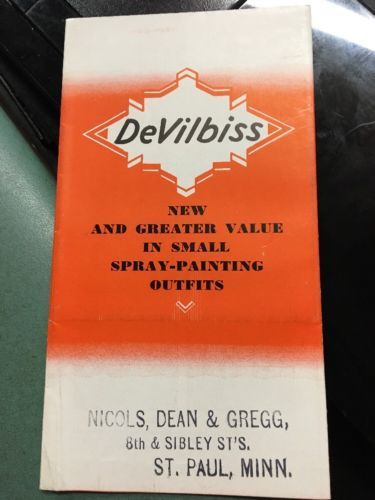 DeVilbiss
NEW
AND GREATER VALUE
IN SMALL
SPRAY-PAINTING
OUTFITS
NICOLS, DEAN & GREGG,
8th & SIBLEY ST'S.
ST. PAUL, MINN.